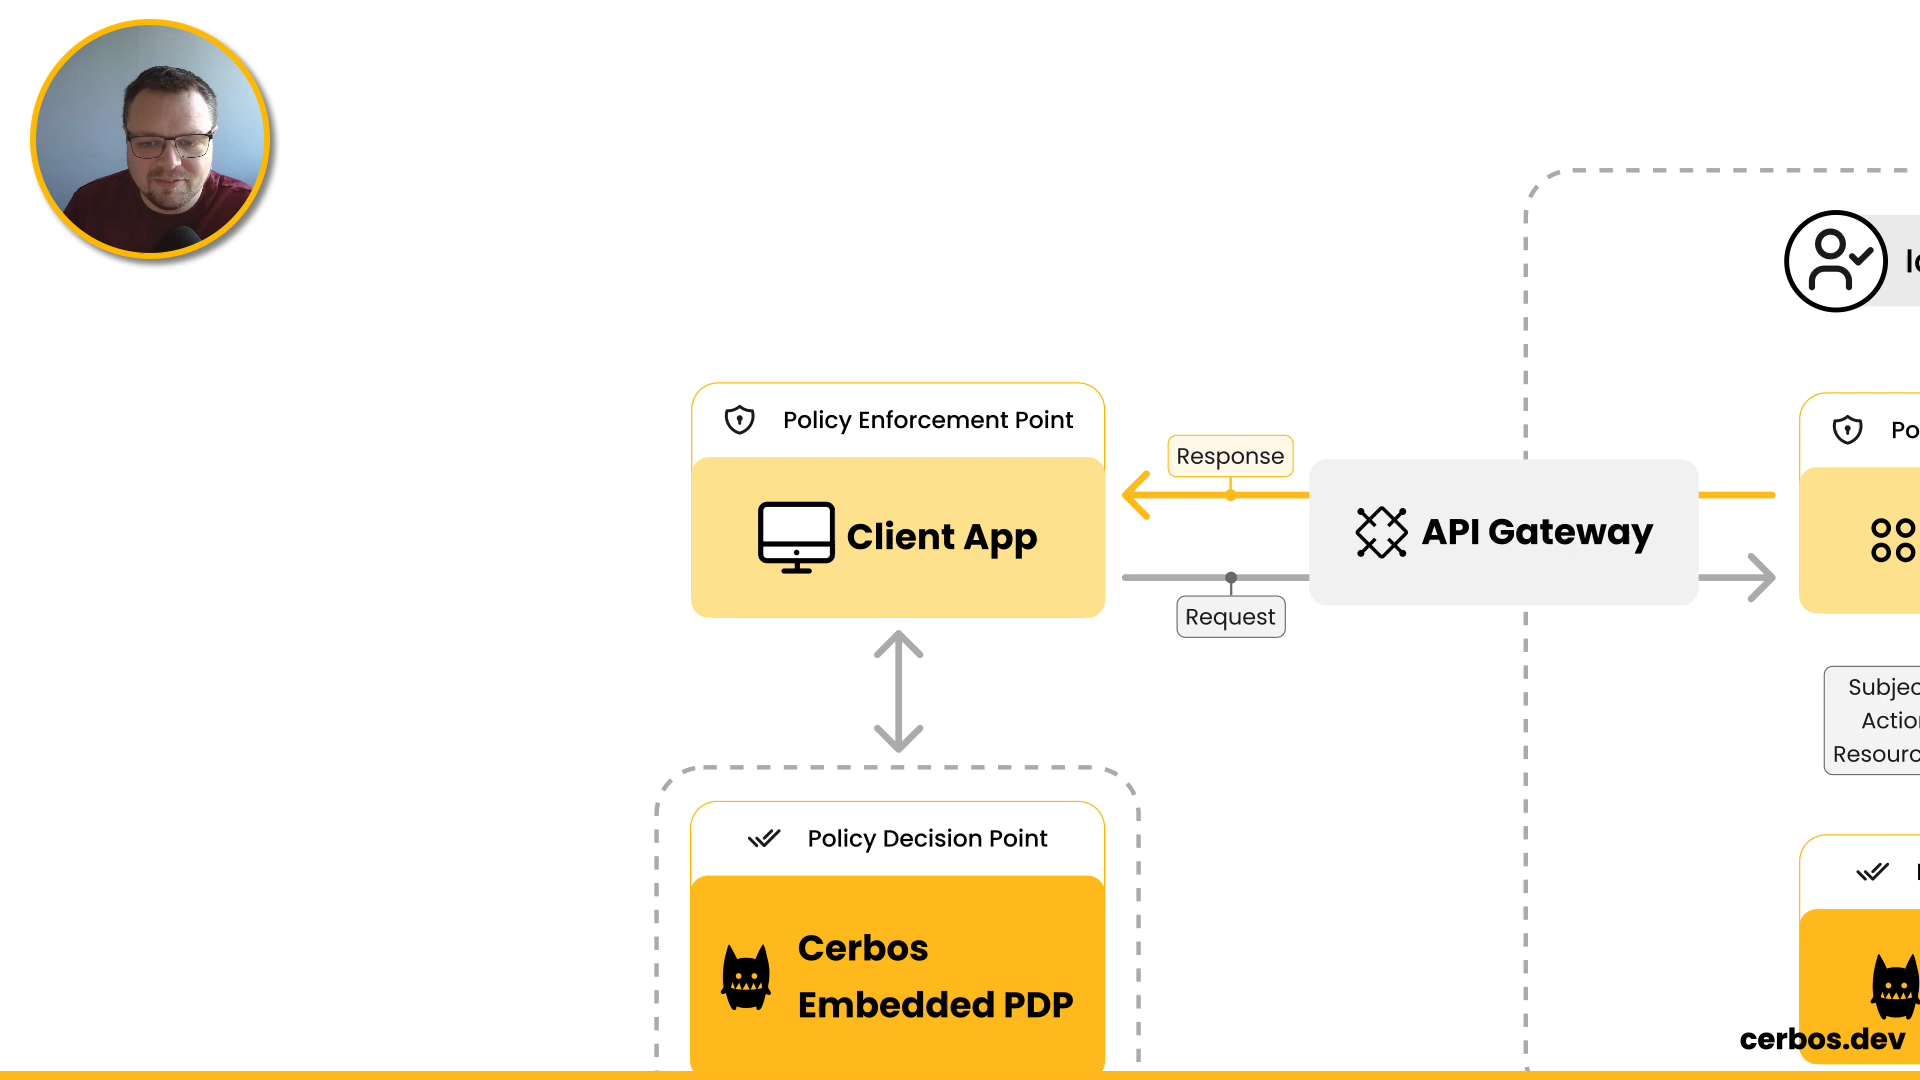 Policy Enforcement Point
Client App
Response
Request
API Gateway
Policy Decision Point
Cerbos
Embedded PDP
cerbos.dev